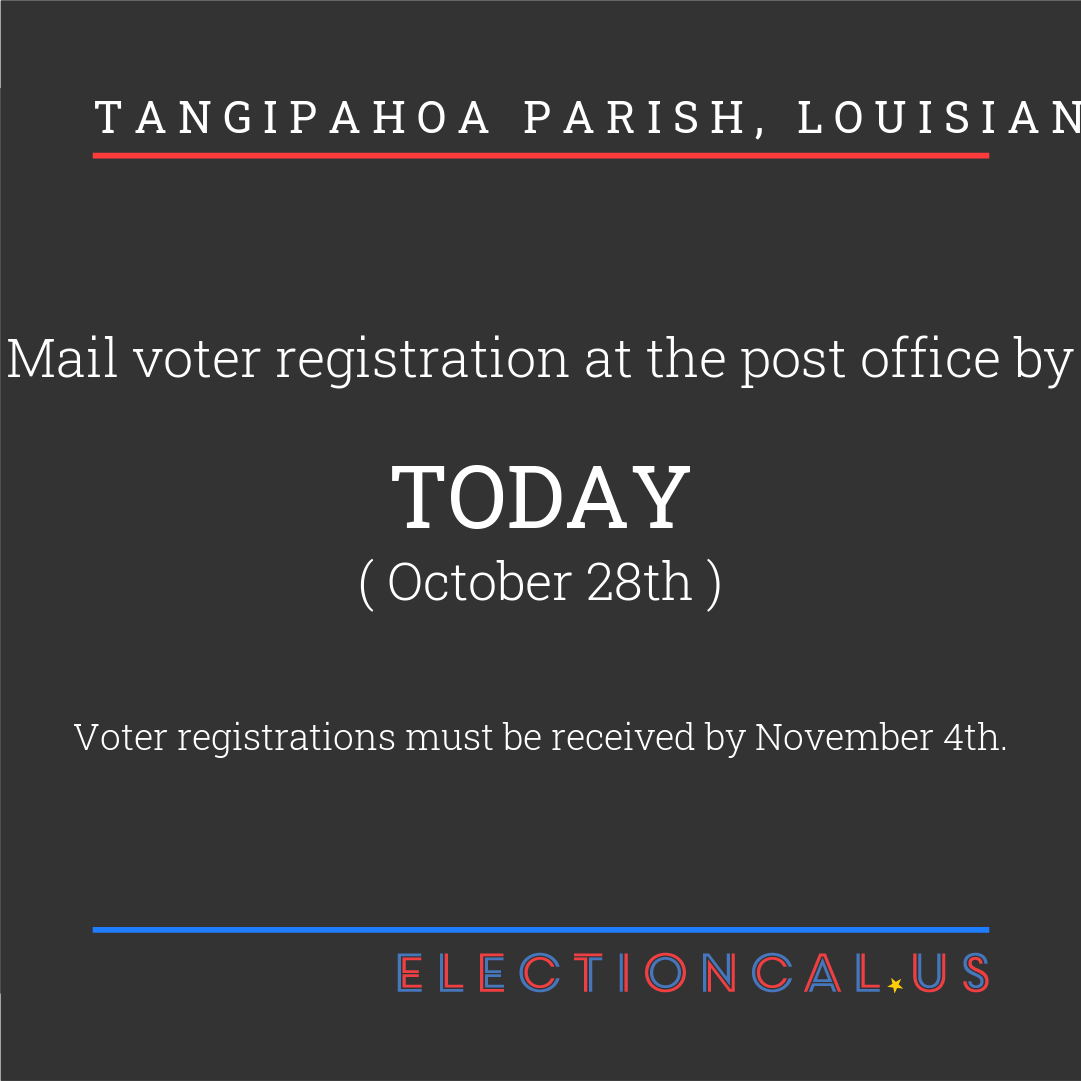 TANGIPAHOA PARISH, LOUISIAN
Mail voter registration at the post office by
TODAY
( October 28th )
Voter registrations must be received by November 4th.
ELECTIONCAL.US